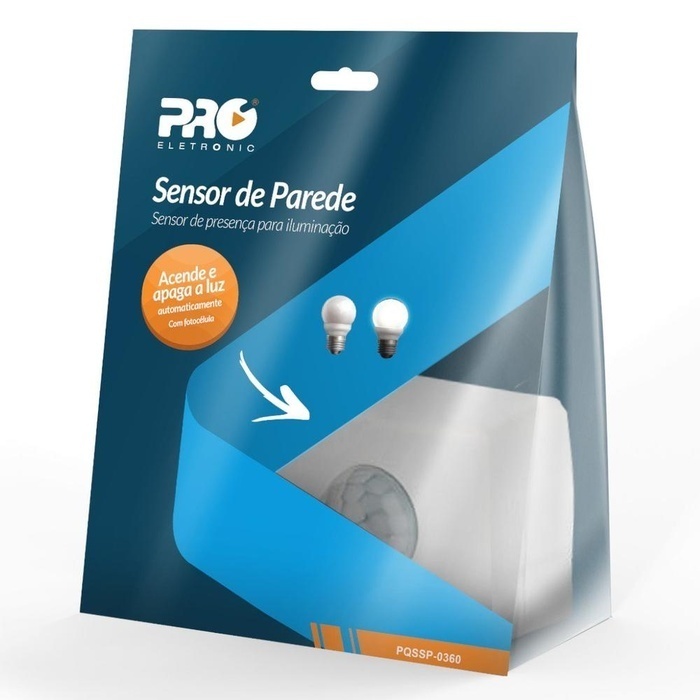 PRO®
ELETRONIC
Sensor de Parede
Sensor de presença para iluminação
Acende e
apaga a luz
automaticamente
Com fotocélula
PQSSP-0360